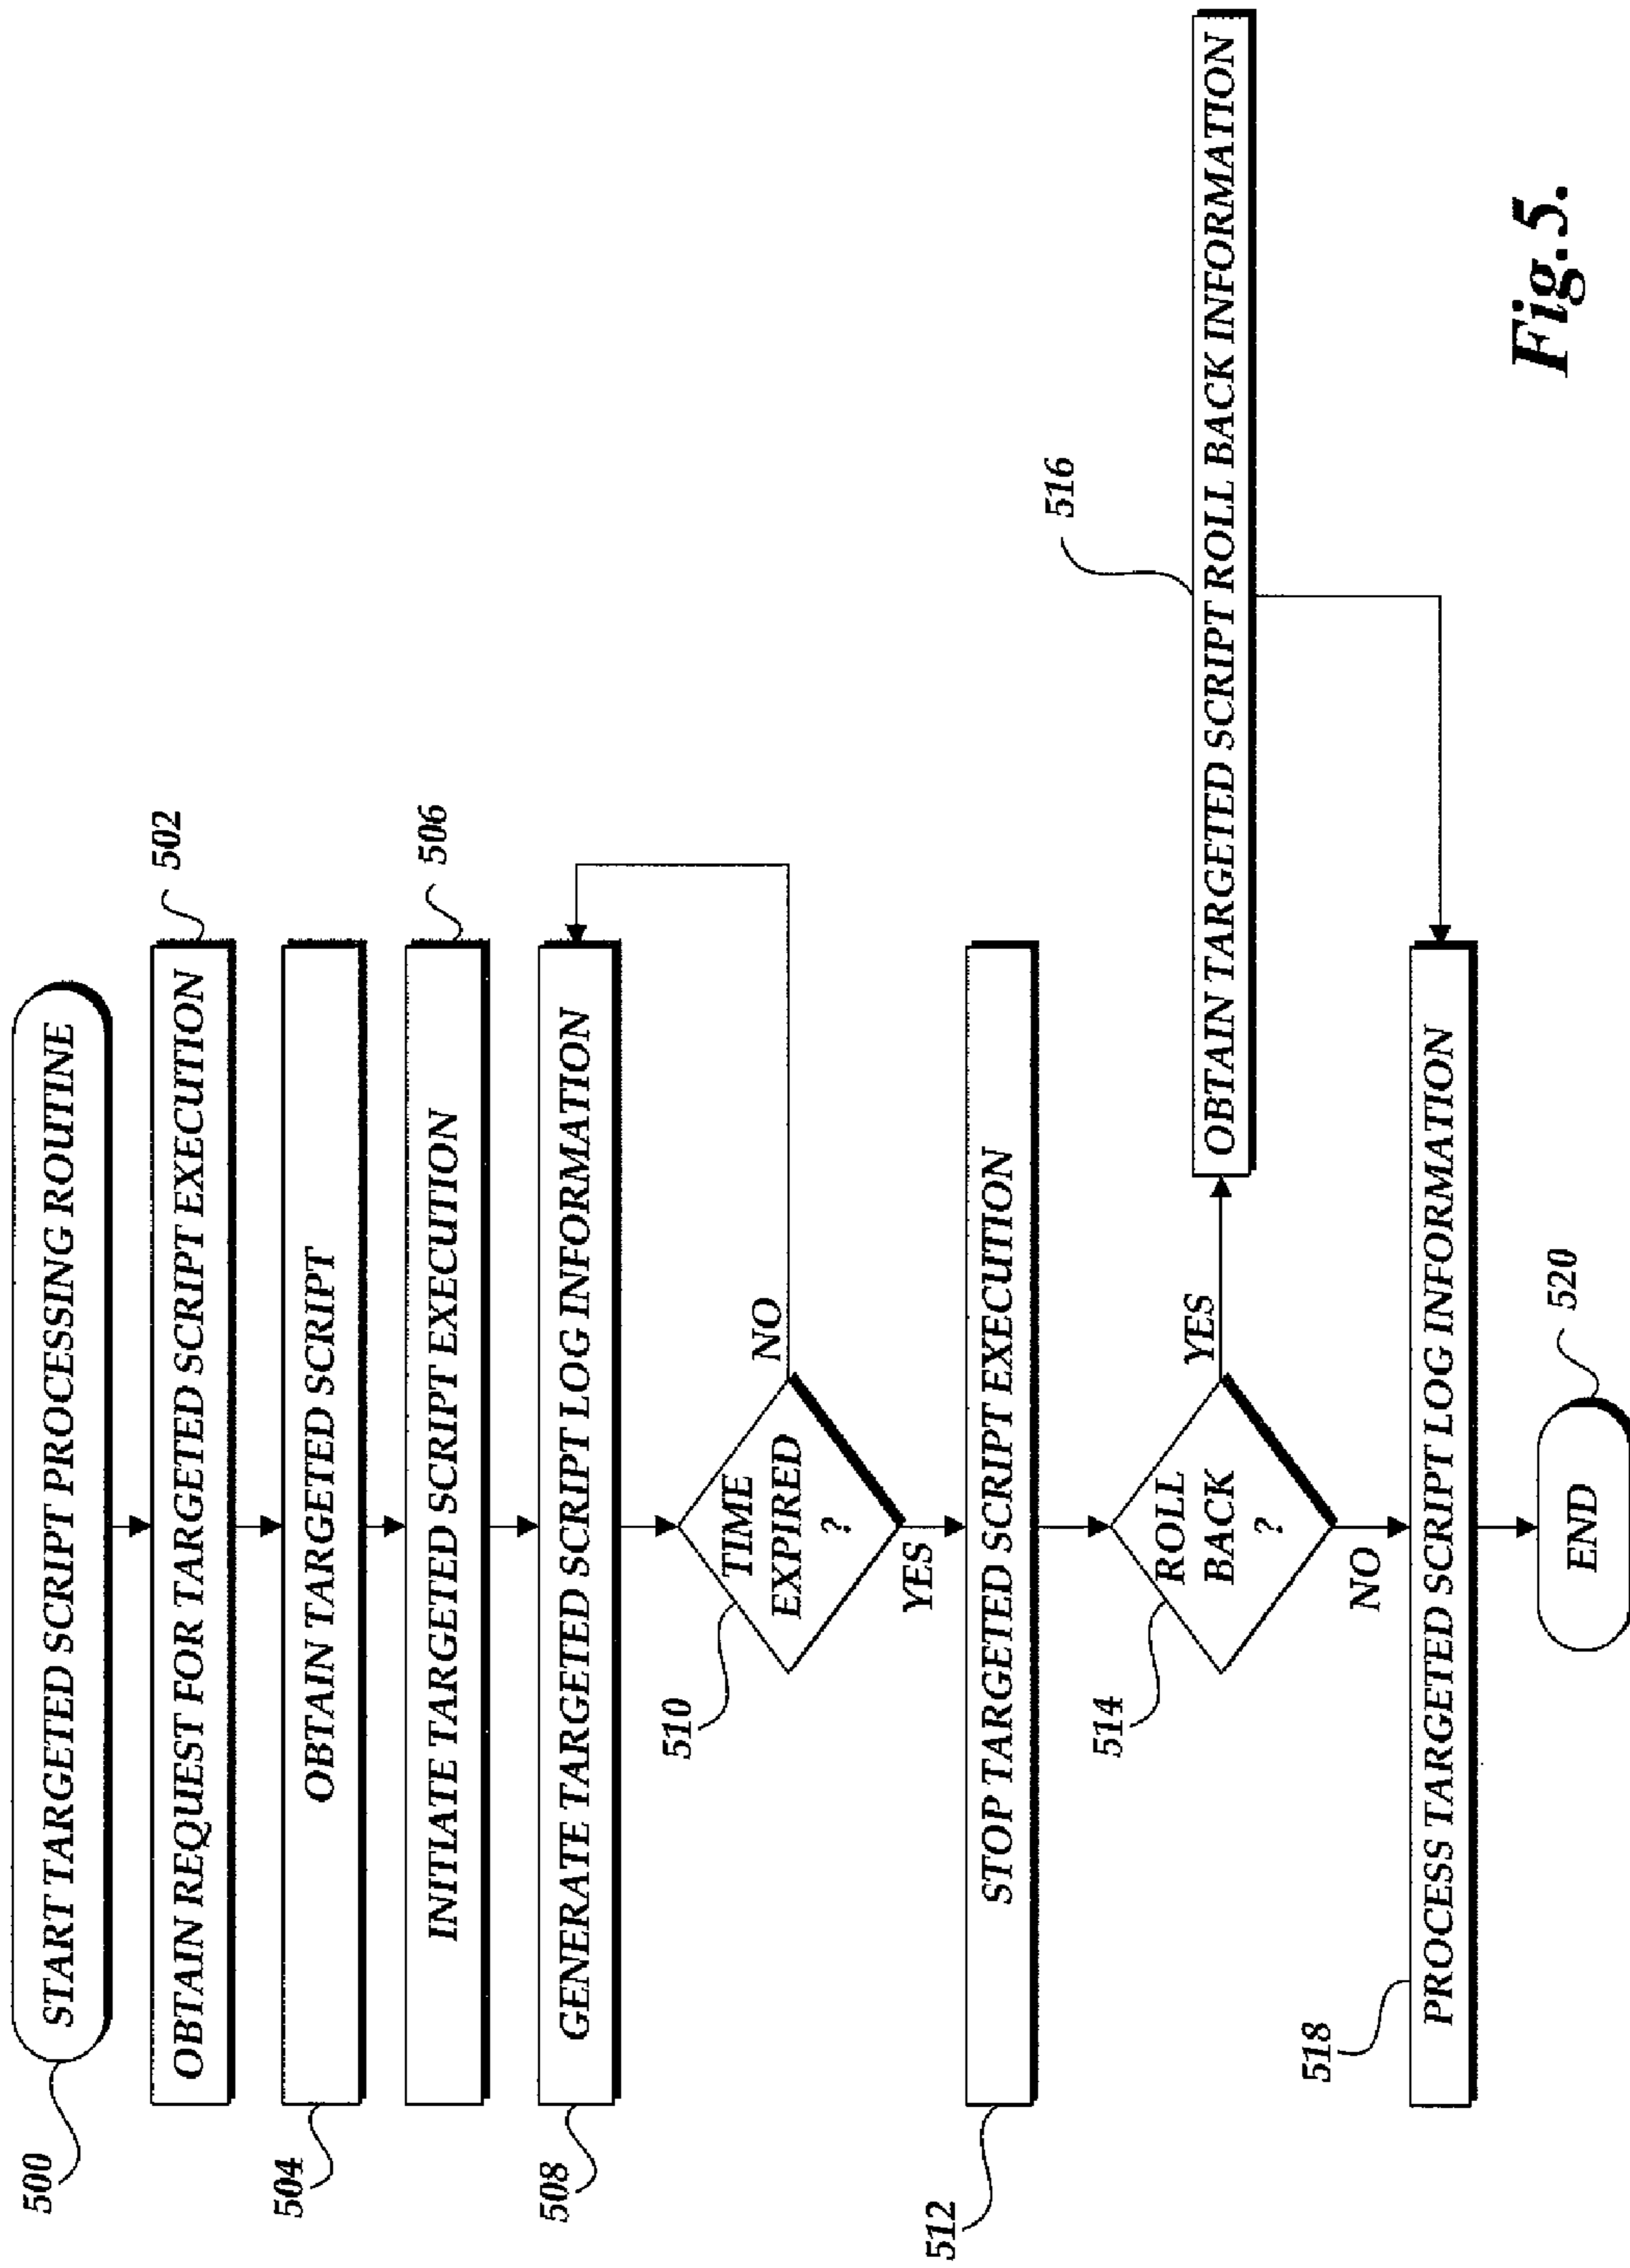 START TARGETED SCRIPT PROCESSING ROUTINE
500
OBTAIN REQUEST FOR TARGETED SCRIPT EXECUTION
502
OBTAIN TARGETED SCRIPT
504
INITIATE TARGETED SCRIPT EXECUTION
506
GENERATE TARGETED SCRIPT LOG INFORMATION
508
TIME
EXPIRED
?
510
NO
YES
STOP TARGETED SCRIPT EXECUTION
512
ROLL
BACK
?
514
YES
NO
OBTAIN TARGETED SCRIPT ROLL BACK INFORMATION
516
PROCESS TARGETED SCRIPT LOG INFORMATION
518
END
520
Fig.5.